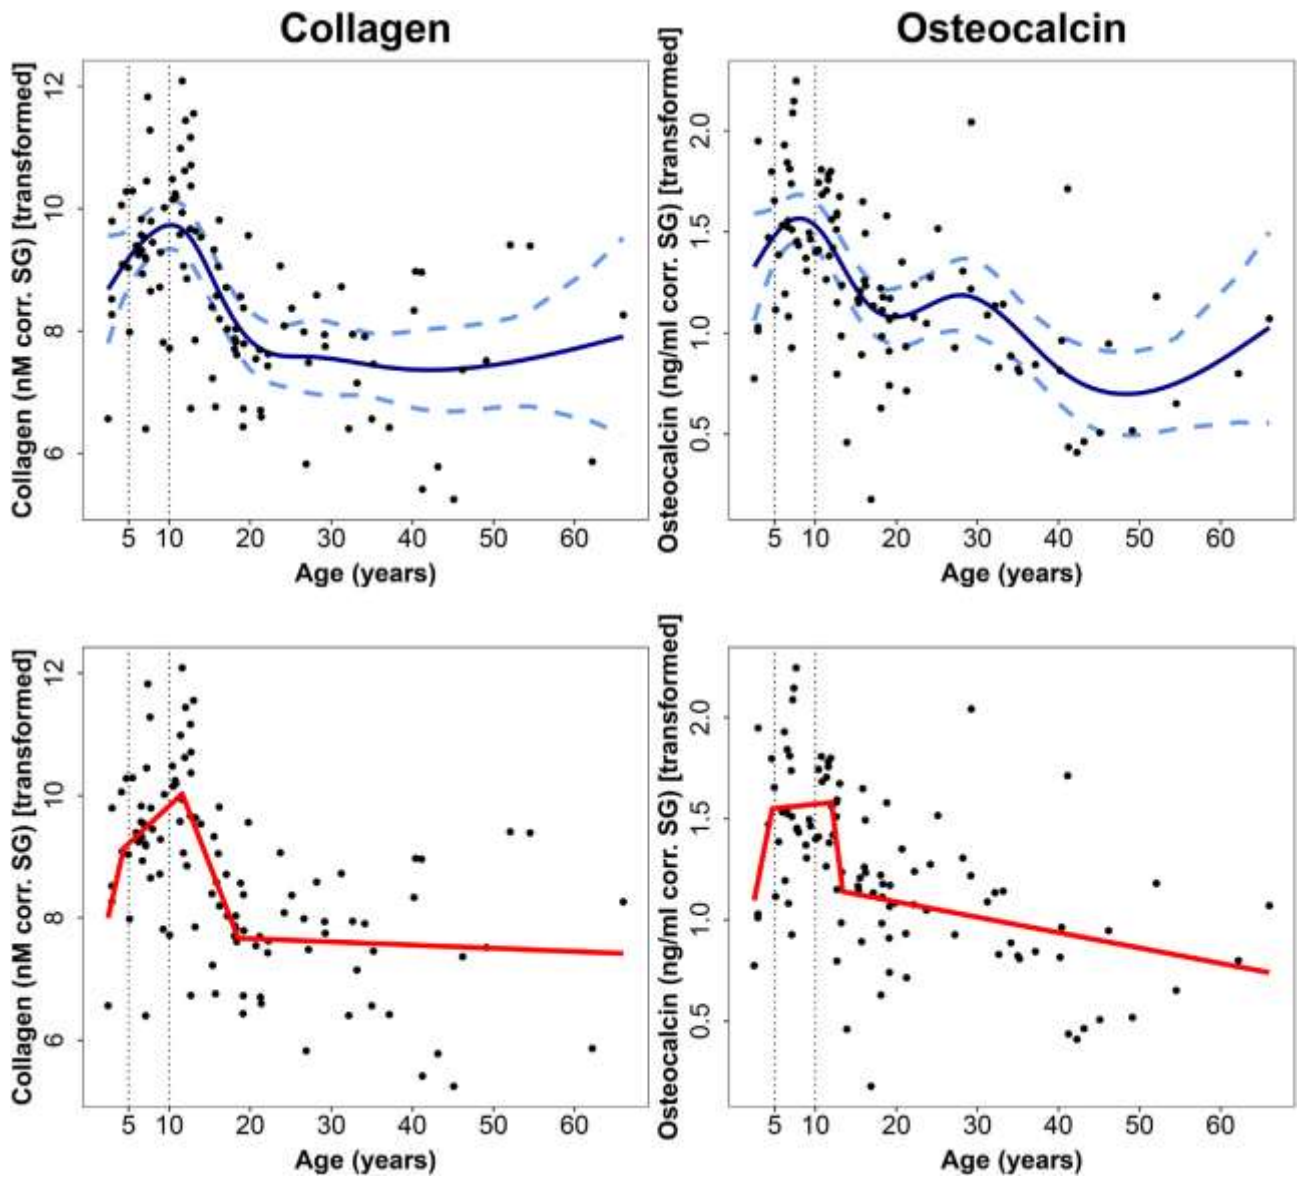 Collagen
Osteocalcin
Collagen (nM corr. SG) [transformed]
12
10
8
6
5 10 20 30 40 50 60
Age (years)
Osteocalcin (ng/ml corr. SG) [transformed]
2.0
1.5
1.0
0.5
5 10 20 30 40 50 60
Age (years)
Collagen (nM corr. SG) [transformed]
12
10
8
6
5 10 20 30 40 50 60
Age (years)
Osteocalcin (ng/ml corr. SG) [transformed]
2.0
1.5
1.0
0.5
5 10 20 30 40 50 60
Age (years)